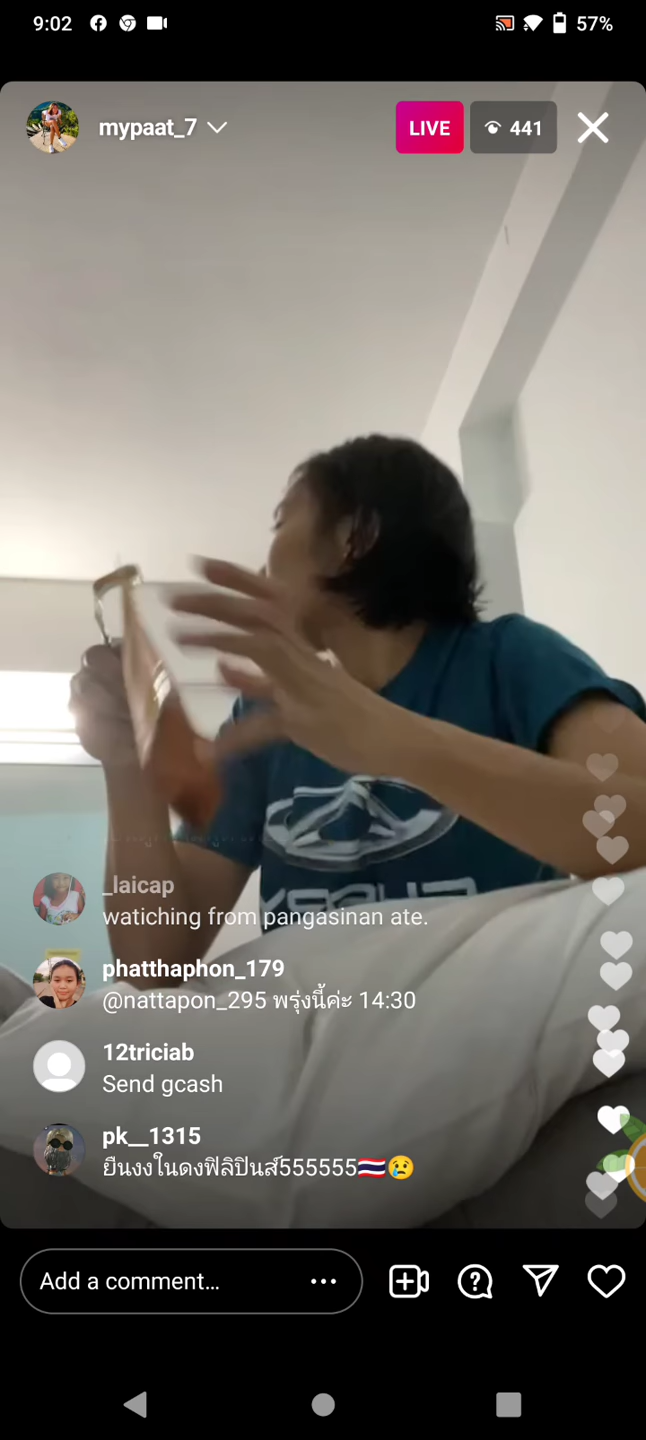 9:02
57%
mypaat_7
LIVE
441
_laicap
watiching from pangasinan ate.
phatthaphon_179
@nattapon_295 พรุ่งนี้ค่ะ 14:30
12triciab
Send gcash
pk__1315
ยืนงงในดงฟิลิปินส์555555🇹🇭😢
Add a comment...